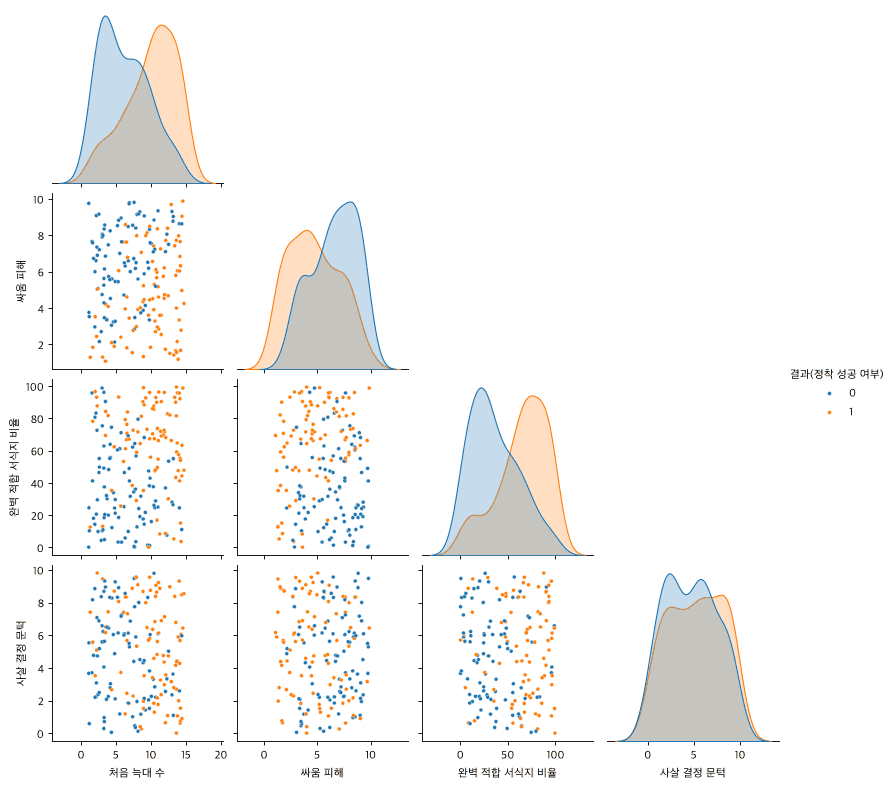 10
8
6
4
2
싸움 피해
100
80
60
40
20
0
완벽 적합 서식지 비율
결과(정착 성공 여부)
0
1
10
8
6
4
2
0
사살 결정 문턱
0 5 10 15 20
0 5 10
0 50 100
0 5 10
처음 늑대 수
싸움 피해
완벽 적합 서식지 비율
사살 결정 문턱